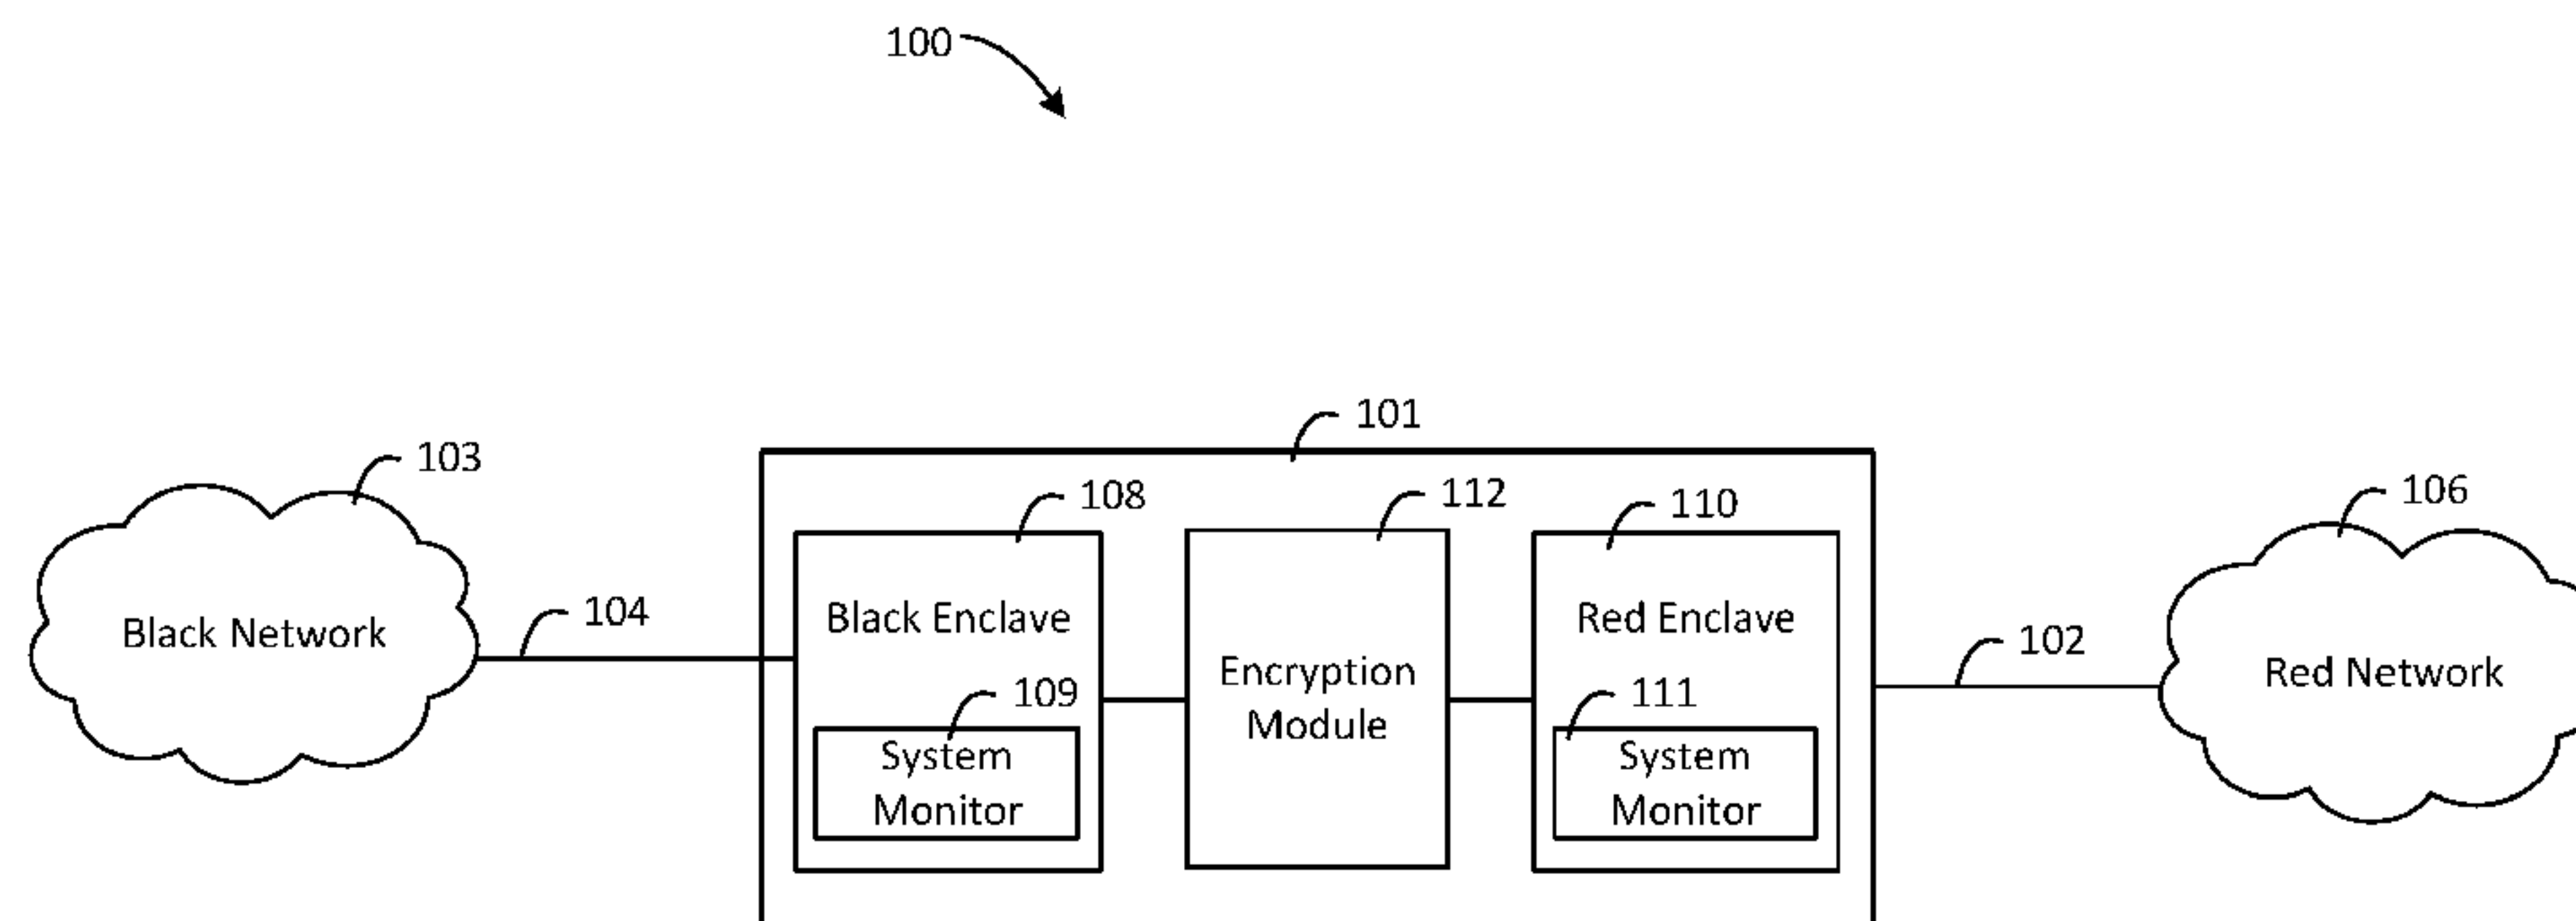 100
101
103
108
112
110
106
Black Network
104
Black Enclave
109
System
Monitor
Encryption
Module
Red Enclave
111
System
Monitor
102
Red Network